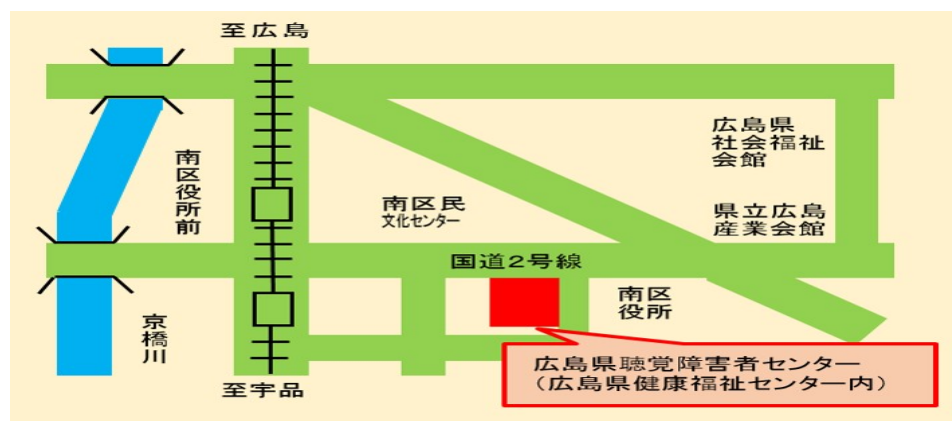 至広島
南区役所前
広島県
社会福祉
会館
南区民
文化センター
県立広島
産業会館
国道2号線
南区
役所
京橋川
広島県聴覚障害者センター
（広島県健康福祉センター内）
至宇品